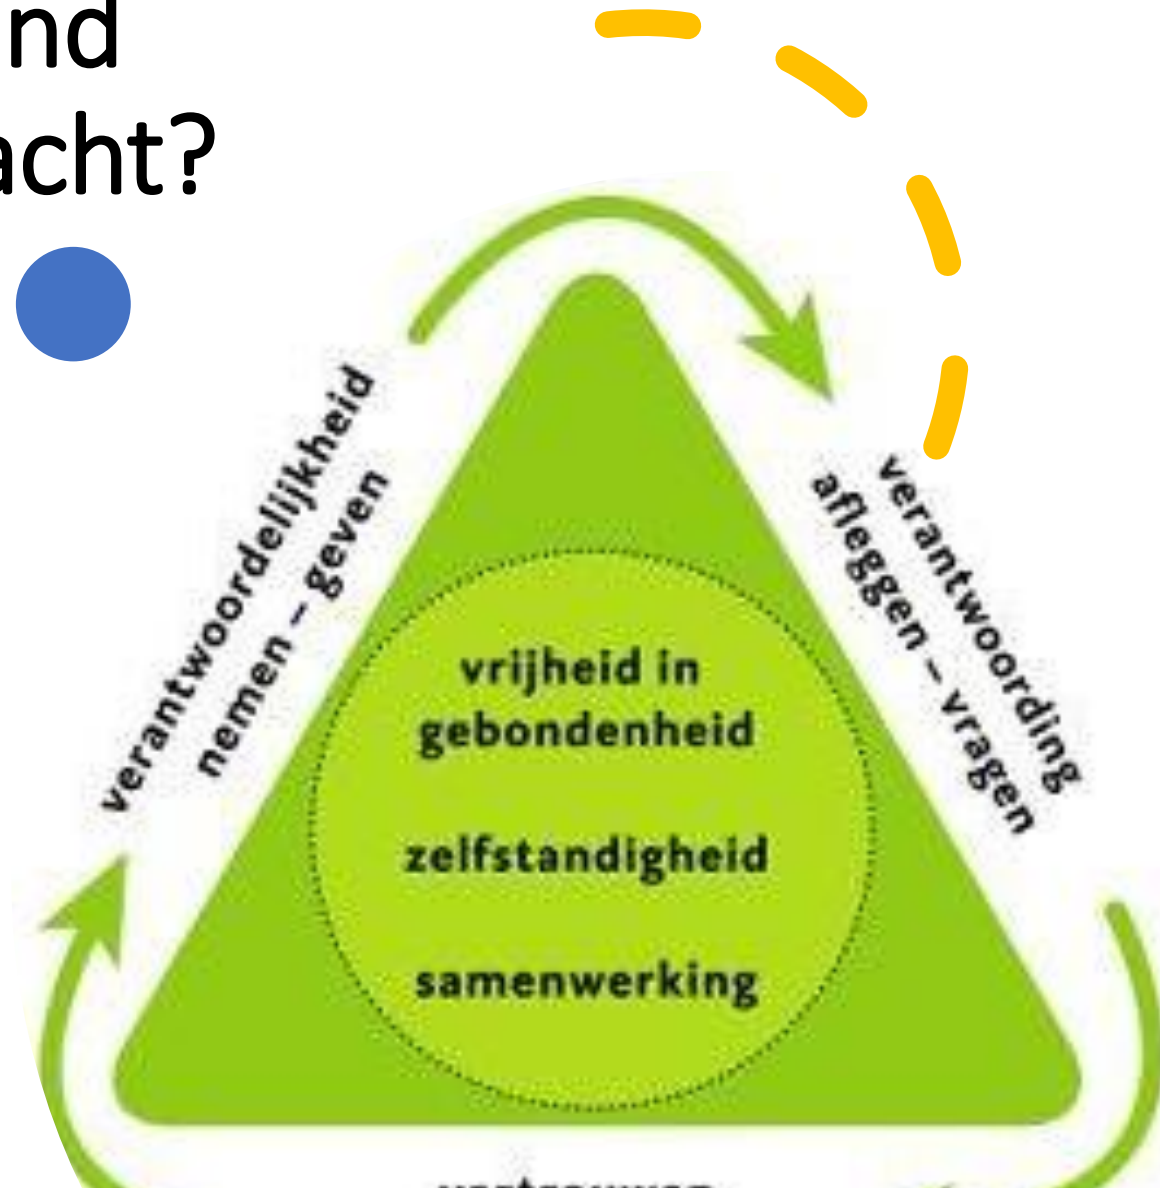 nd
acht?
verantwoordelijkheid
nemen – geven
verantwoording
afleggen – vragen
vrijheid in
gebondenheid
zelfstandigheid
samenwerking